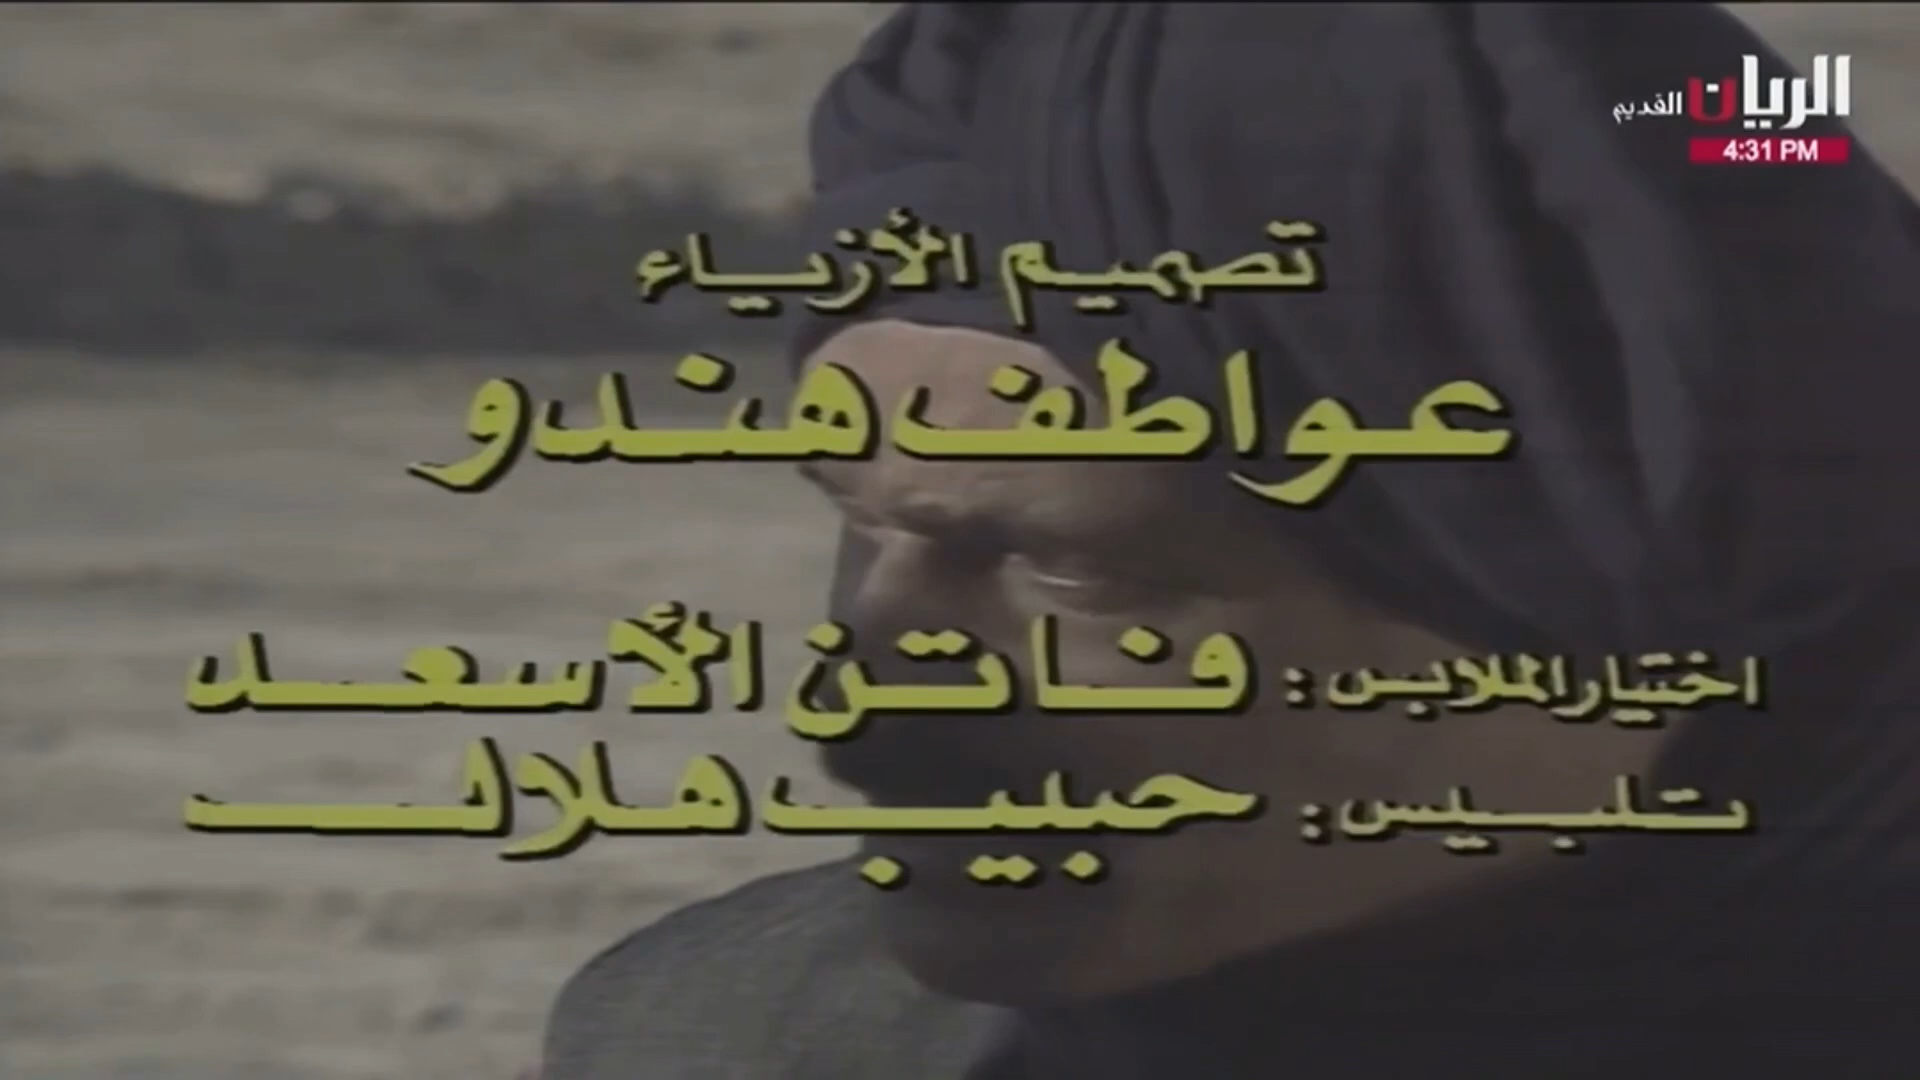 الريان القديم
4:31 PM
تصميم الأزياء
عواطف هندو
اختيار الملابس : فاتن الأسعد
تلبيس : حبيب هلال